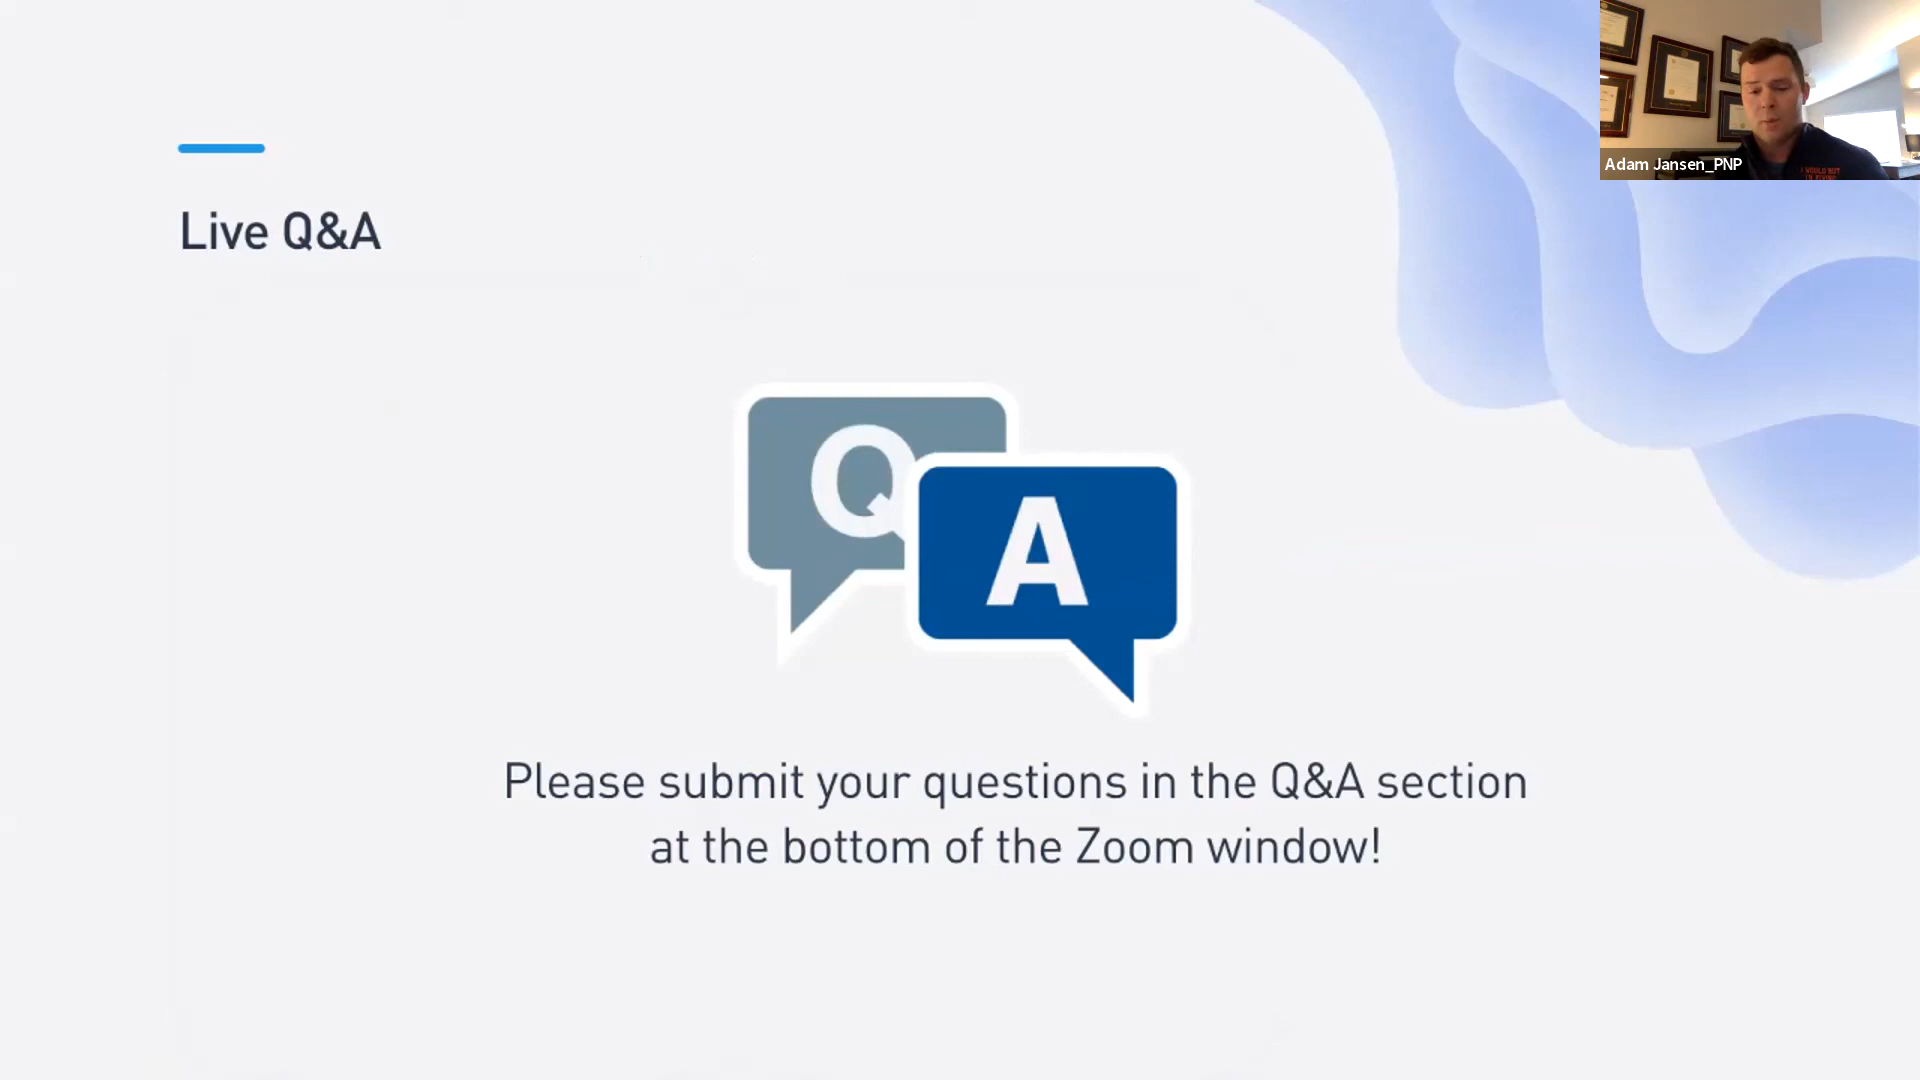 Adam Jansen_PNP
Live Q&A
Q
A
Please submit your questions in the Q&A section
at the bottom of the Zoom window!